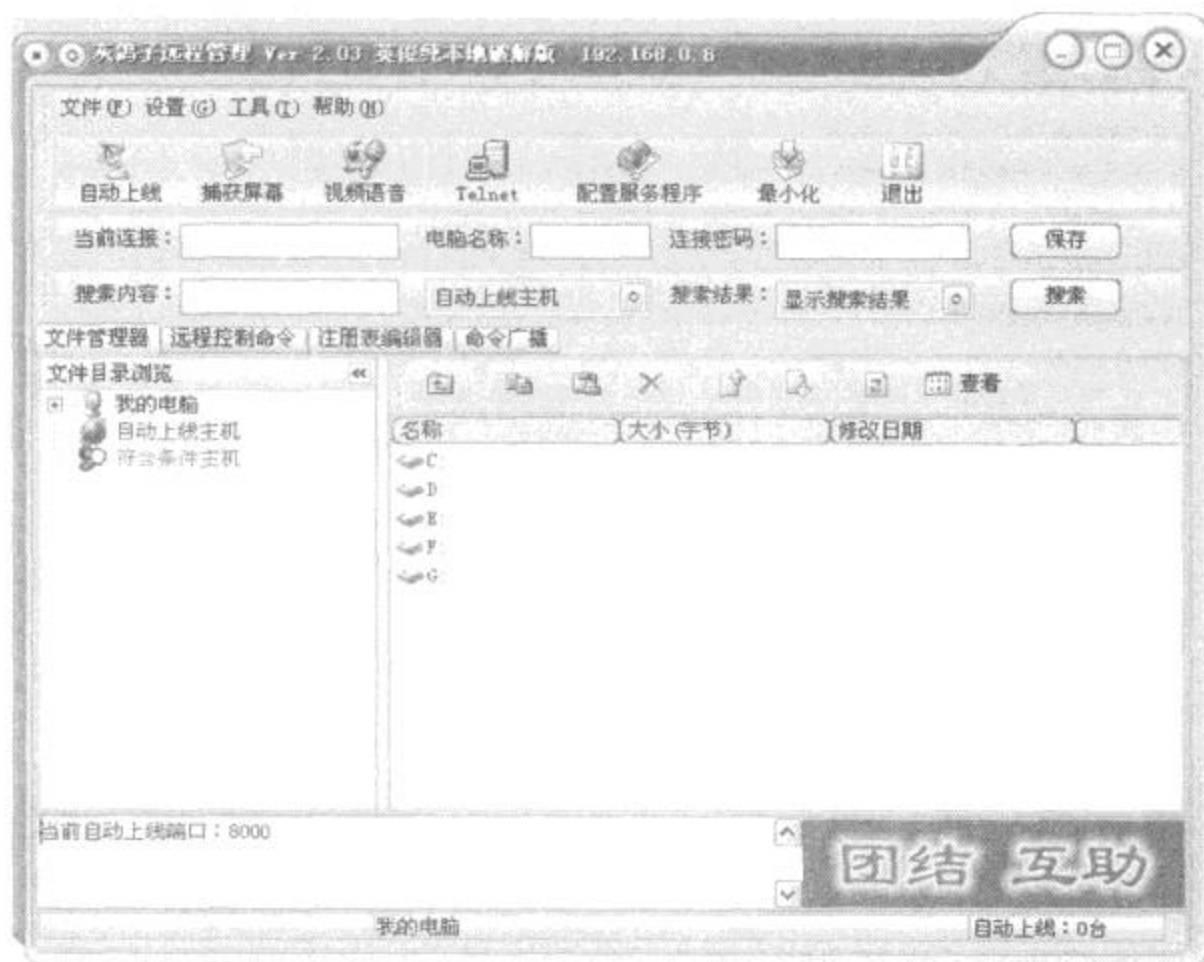 灰鸽子远程管理 Ver 2.03 英雄纯本 破解版 192.168.0.8
文件(F) 设置(G) 工具(T) 帮助(H)
自动上线 捕获屏幕 视频语音 Telnet 配置服务程序 最小化 退出
当前连接： 电脑名称： 连接密码： 保存
搜索内容： 自动上线主机 搜索结果： 显示搜索结果 搜索
文件管理器 远程控制命令 注册表编辑器 命令广播
文件目录浏览 « 查看
我的电脑
自动上线主机
符合条件主机
名称 大小(字节) 修改日期
C:
D:
E:
F:
G:
当前自动上线端口：8000
团结 互助
我的电脑 自动上线：0台